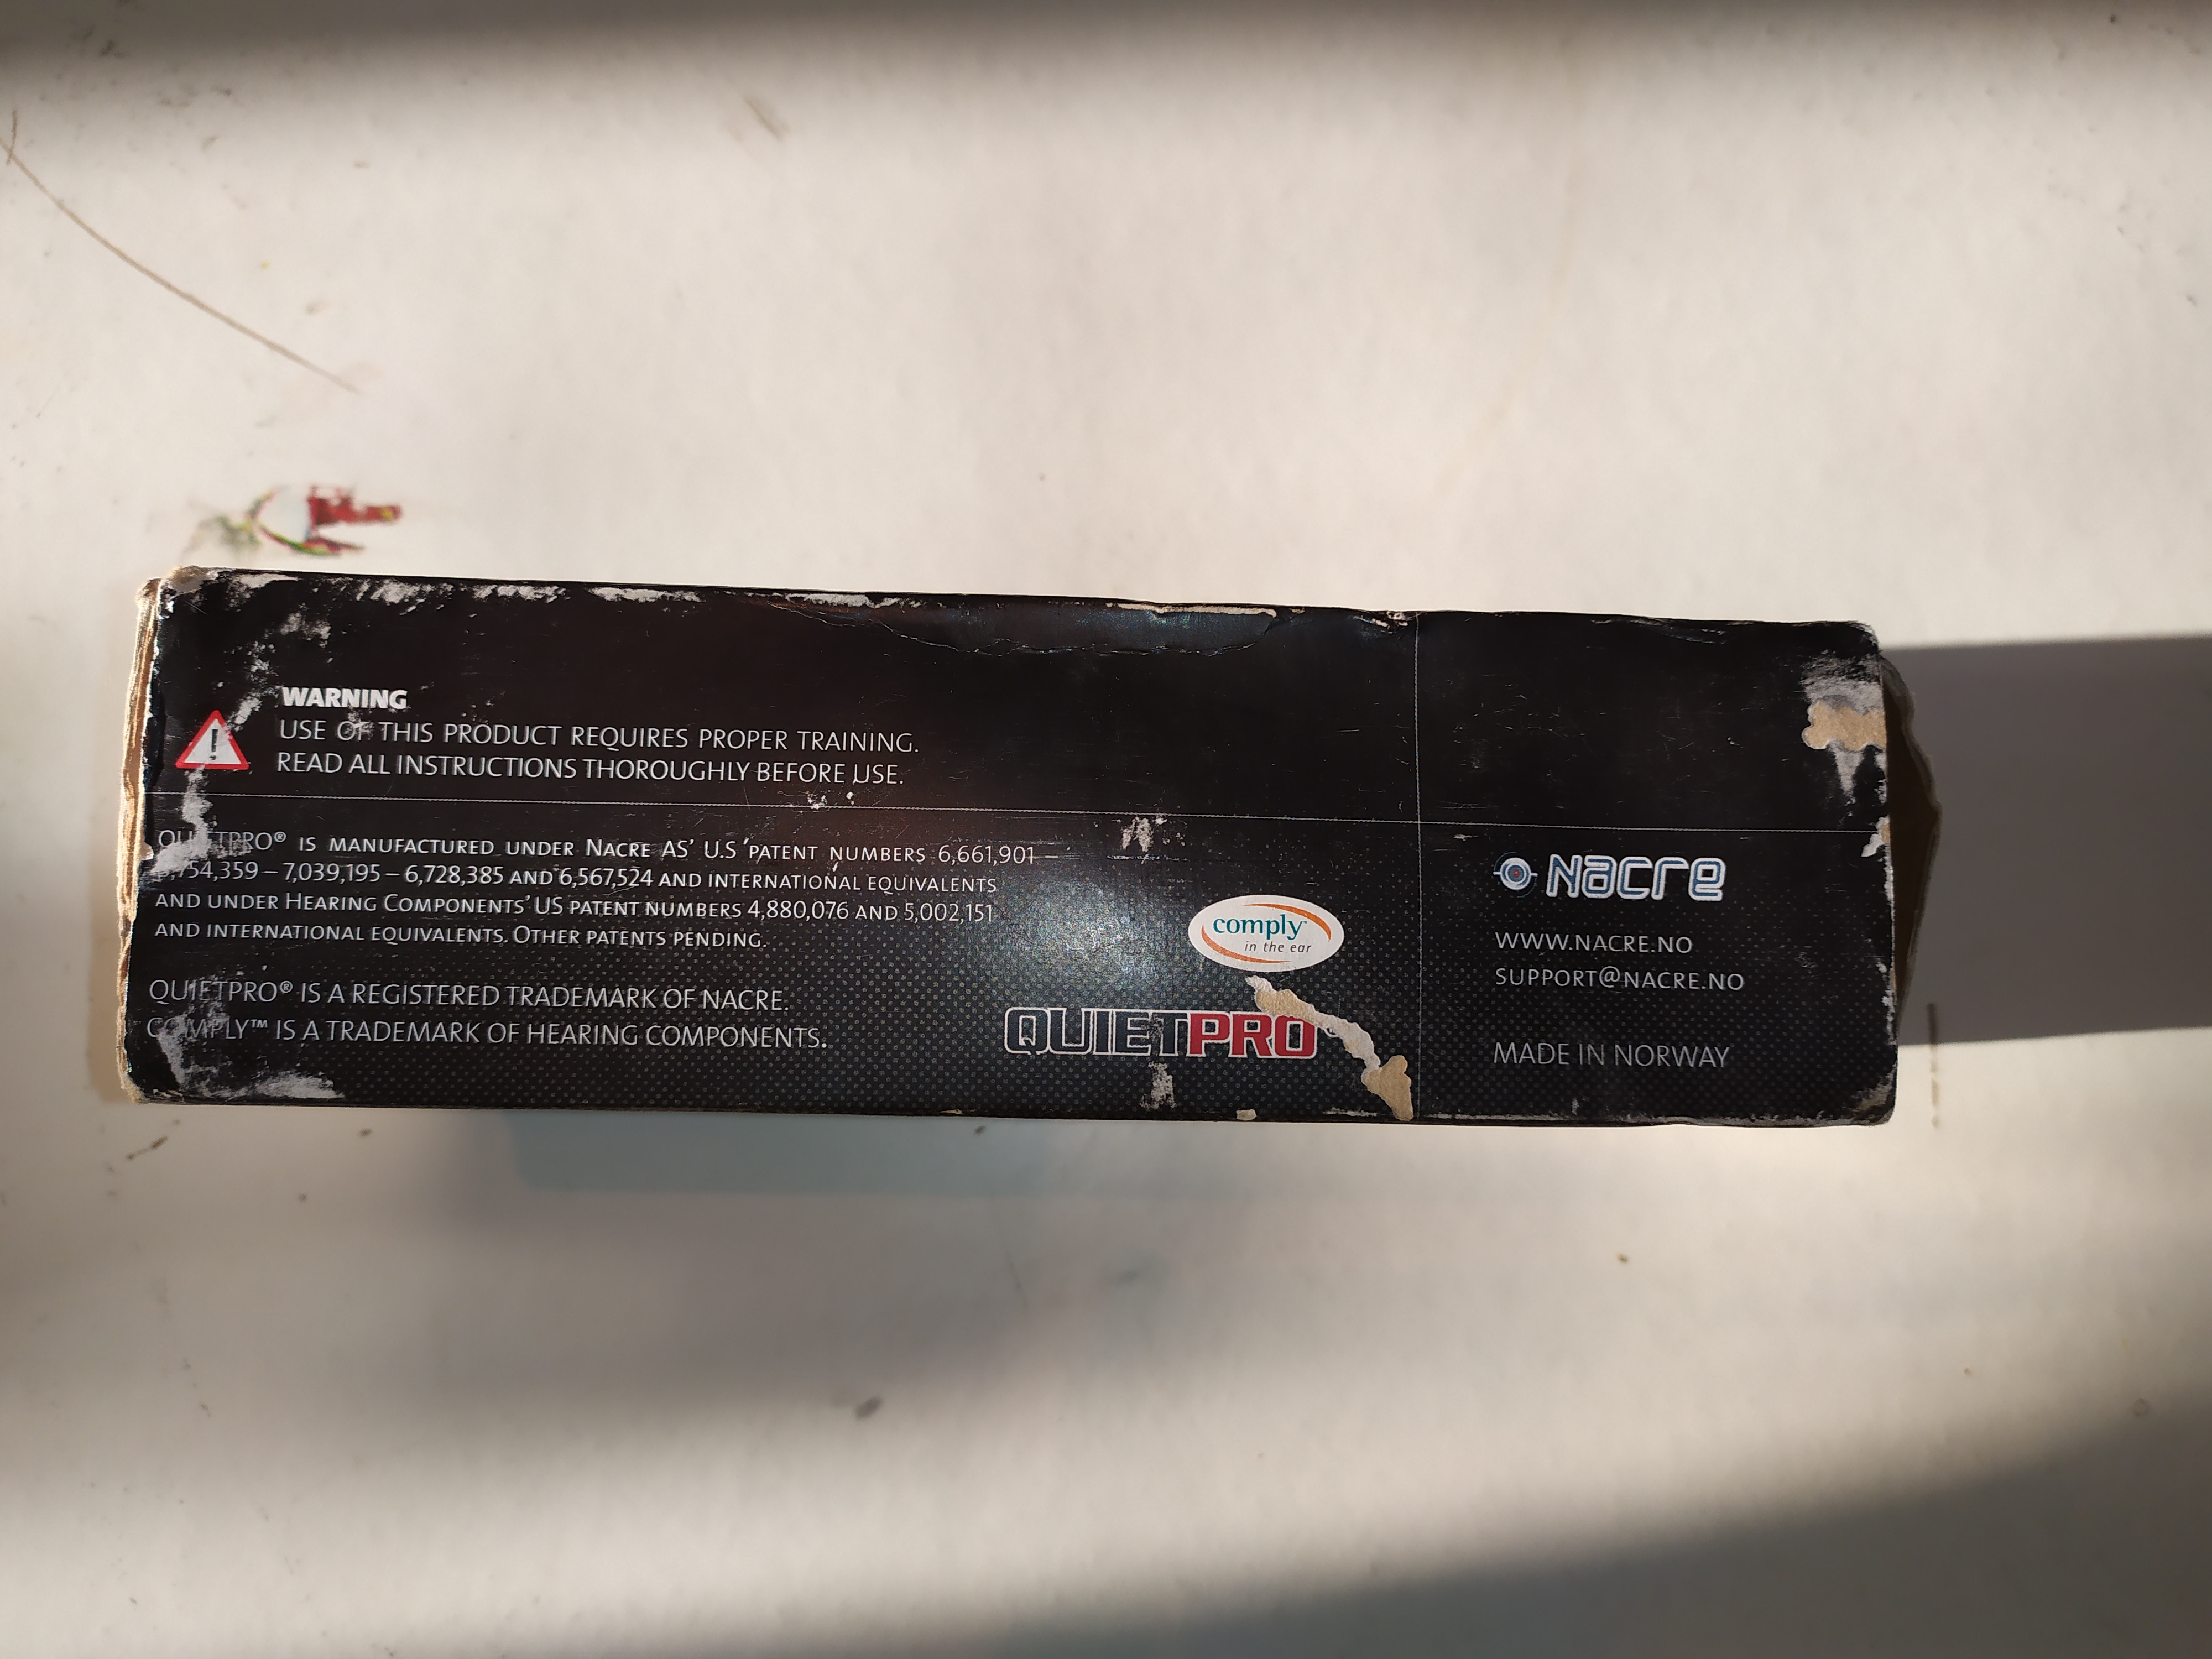 WARNING
USE OF THIS PRODUCT REQUIRES PROPER TRAINING.
READ ALL INSTRUCTIONS THOROUGHLY BEFORE USE.
QUIETPRO® IS MANUFACTURED UNDER NACRE AS' U.S PATENT NUMBERS 6,661,901 –
– 7,039,195 – 6,728,385 AND 6,567,524 AND INTERNATIONAL EQUIVALENTS
AND UNDER HEARING COMPONENTS' US PATENT NUMBERS 4,880,076 AND 5,002,151
AND INTERNATIONAL EQUIVALENTS. OTHER PATENTS PENDING.
QUIETPRO® IS A REGISTERED TRADEMARK OF NACRE.
COMPLY™ IS A TRADEMARK OF HEARING COMPONENTS.
comply™
in the ear
QUIETPRO
NACRE
WWW.NACRE.NO
SUPPORT@NACRE.NO
MADE IN NORWAY